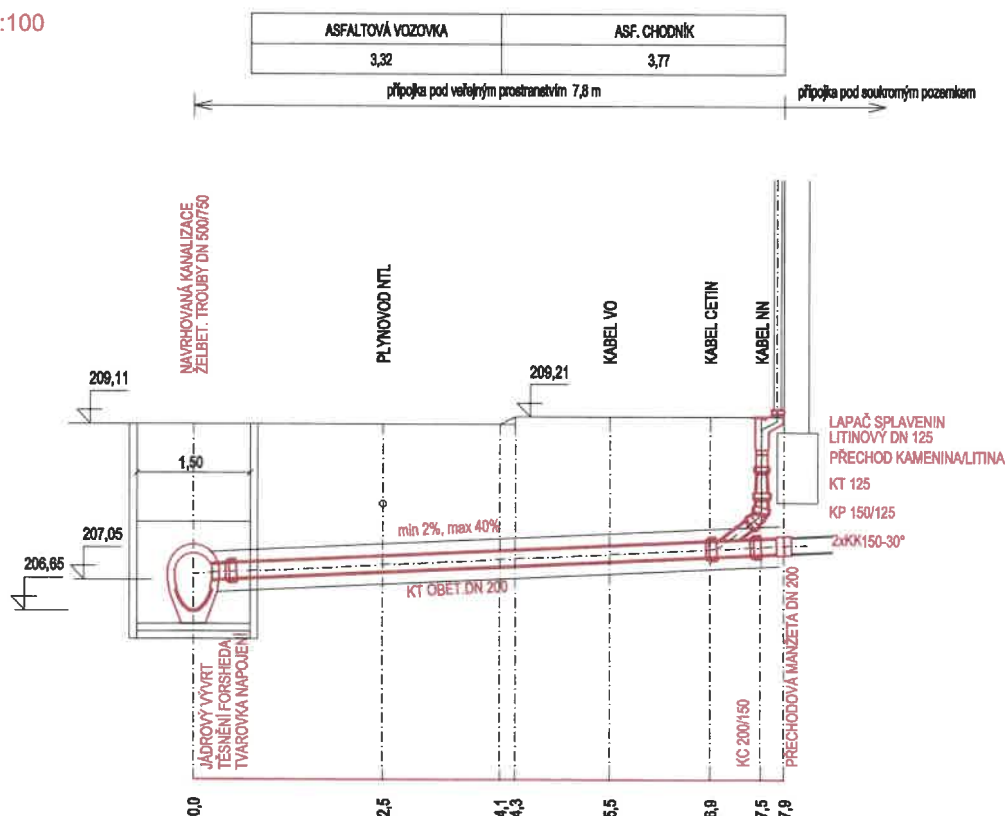 :100
ASFALTOVÁ VOZOVKA
ASF. CHODNÍK
3,32
3,77
přípojka pod veřejným prostranstvím 7,8 m
přípojka pod soukromým pozemkem
NAVRHOVANÁ KANALIZACE
ŽELBET. TROUBY DN 500/750
PLYNOVOD NTL
KABEL VO
KABEL CETIN
KABEL NN
209,11
209,21
LAPAČ SPLAVENIN
LITINOVÝ DN 125
PŘECHOD KAMENINA/LITINA
1,50
KT 125
KP 150/125
min 2%, max 40%
207,05
2xKK150-30°
206,65
KT OBET.DN 200
JÁDROVÝ VÝVRT
TĚSNĚNÍ FORSHEDA
TVAROVKA NAPOJENÍ
KC 200/150
PŘECHODOVÁ MANŽETA DN 200
0,0
2,5
4,1
4,3
5,5
6,9
7,5
7,9